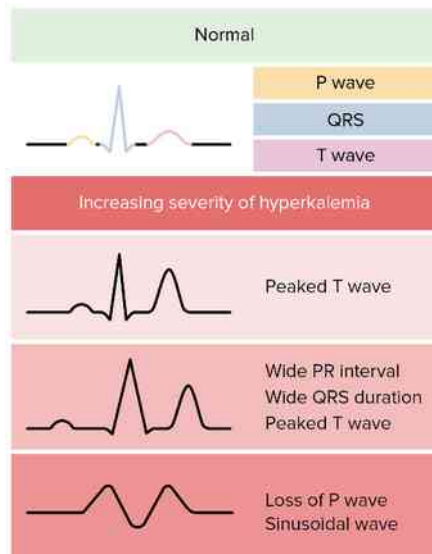 Normal
P wave
QRS
T wave
Increasing severity of hyperkalemia
Peaked T wave
Wide PR interval
Wide QRS duration
Peaked T wave
Loss of P wave
Sinusoidal wave